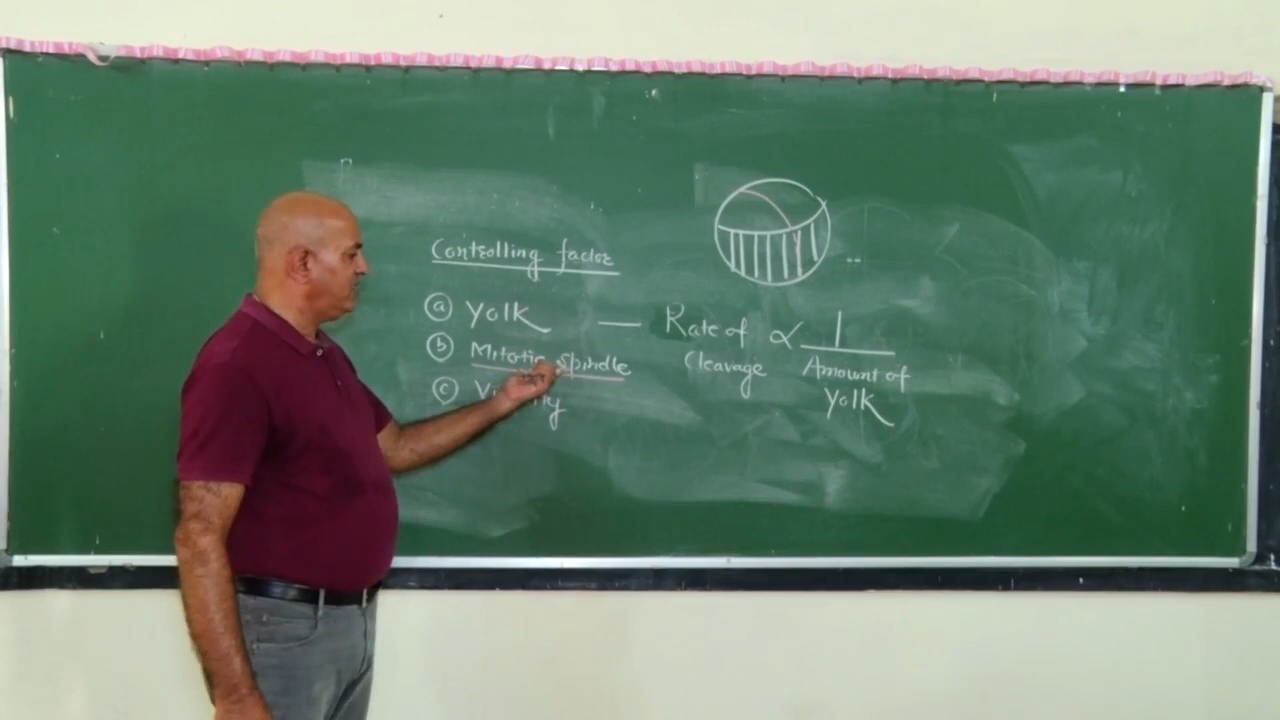 Controlling factor
ⓐ Yolk — Rate of Cleavage ∝ 1 / Amount of Yolk
ⓑ Mitotic spindle
ⓒ